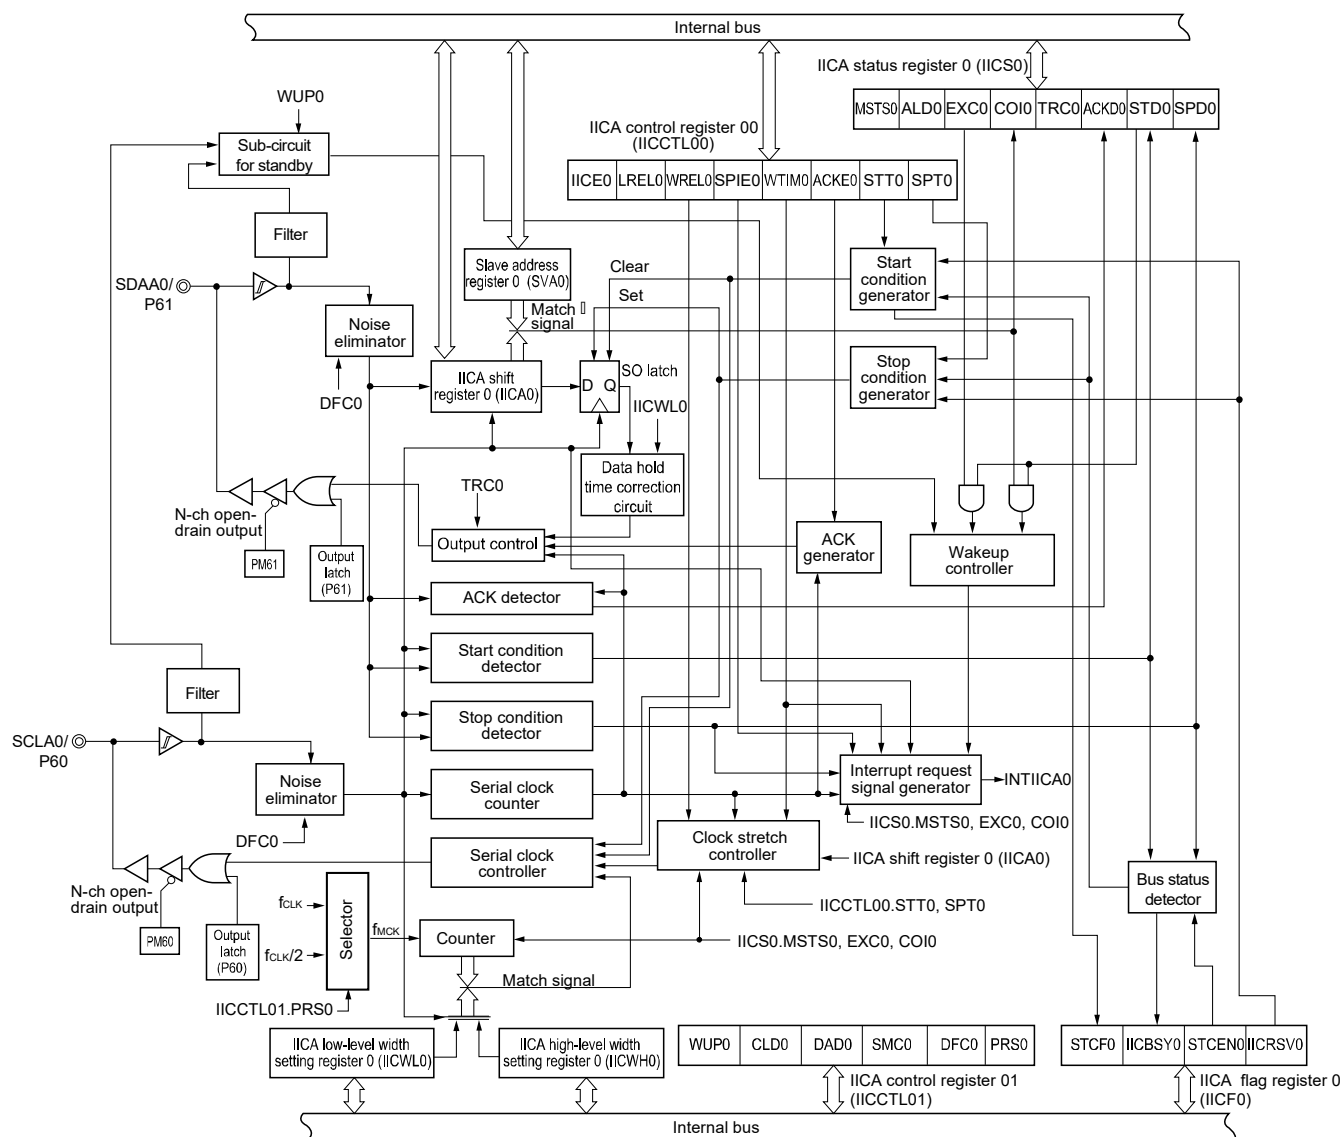 Internal bus
IICA status register 0 (IICS0)
MSTS0 ALD0 EXC0 COI0 TRC0 ACKD0 STD0 SPD0
WUP0
Sub-circuit
for standby
IICA control register 00
(IICCTL00)
IICE0 LREL0 WREL0 SPIE0 WTIM0 ACKE0 STT0 SPT0
Filter
Slave address
register 0 (SVA0)
Clear
Start
condition
generator
SDAA0/
P61
Set
Match
signal
Noise
eliminator
Stop
condition
generator
IICA shift
register 0 (IICA0)
SO latch
D Q
DFC0
IICWL0
Data hold
time correction
circuit
TRC0
N-ch open-
drain output
Output control
ACK
generator
Wakeup
controller
PM61
Output
latch
(P61)
ACK detector
Start condition
detector
Filter
Stop condition
detector
SCLA0/
P60
Noise
eliminator
Serial clock
counter
Interrupt request
signal generator
INTIICA0
IICS0.MSTS0, EXC0, COI0
DFC0
Serial clock
controller
Clock stretch
controller
IICA shift register 0 (IICA0)
N-ch open-
drain output
Bus status
detector
fCLK
IICCTL00.STT0, SPT0
PM60
Output
latch
(P60)
Selector
fMCK
Counter
IICS0.MSTS0, EXC0, COI0
fCLK/2
Match signal
IICCTL01.PRS0
IICA low-level width
setting register 0 (IICWL0)
IICA high-level width
setting register 0 (IICWH0)
WUP0 CLD0 DAD0 SMC0 DFC0 PRS0
STCF0 IICBSY0 STCEN0 IICRSV0
IICA control register 01
(IICCTL01)
IICA flag register 0
(IICF0)
Internal bus